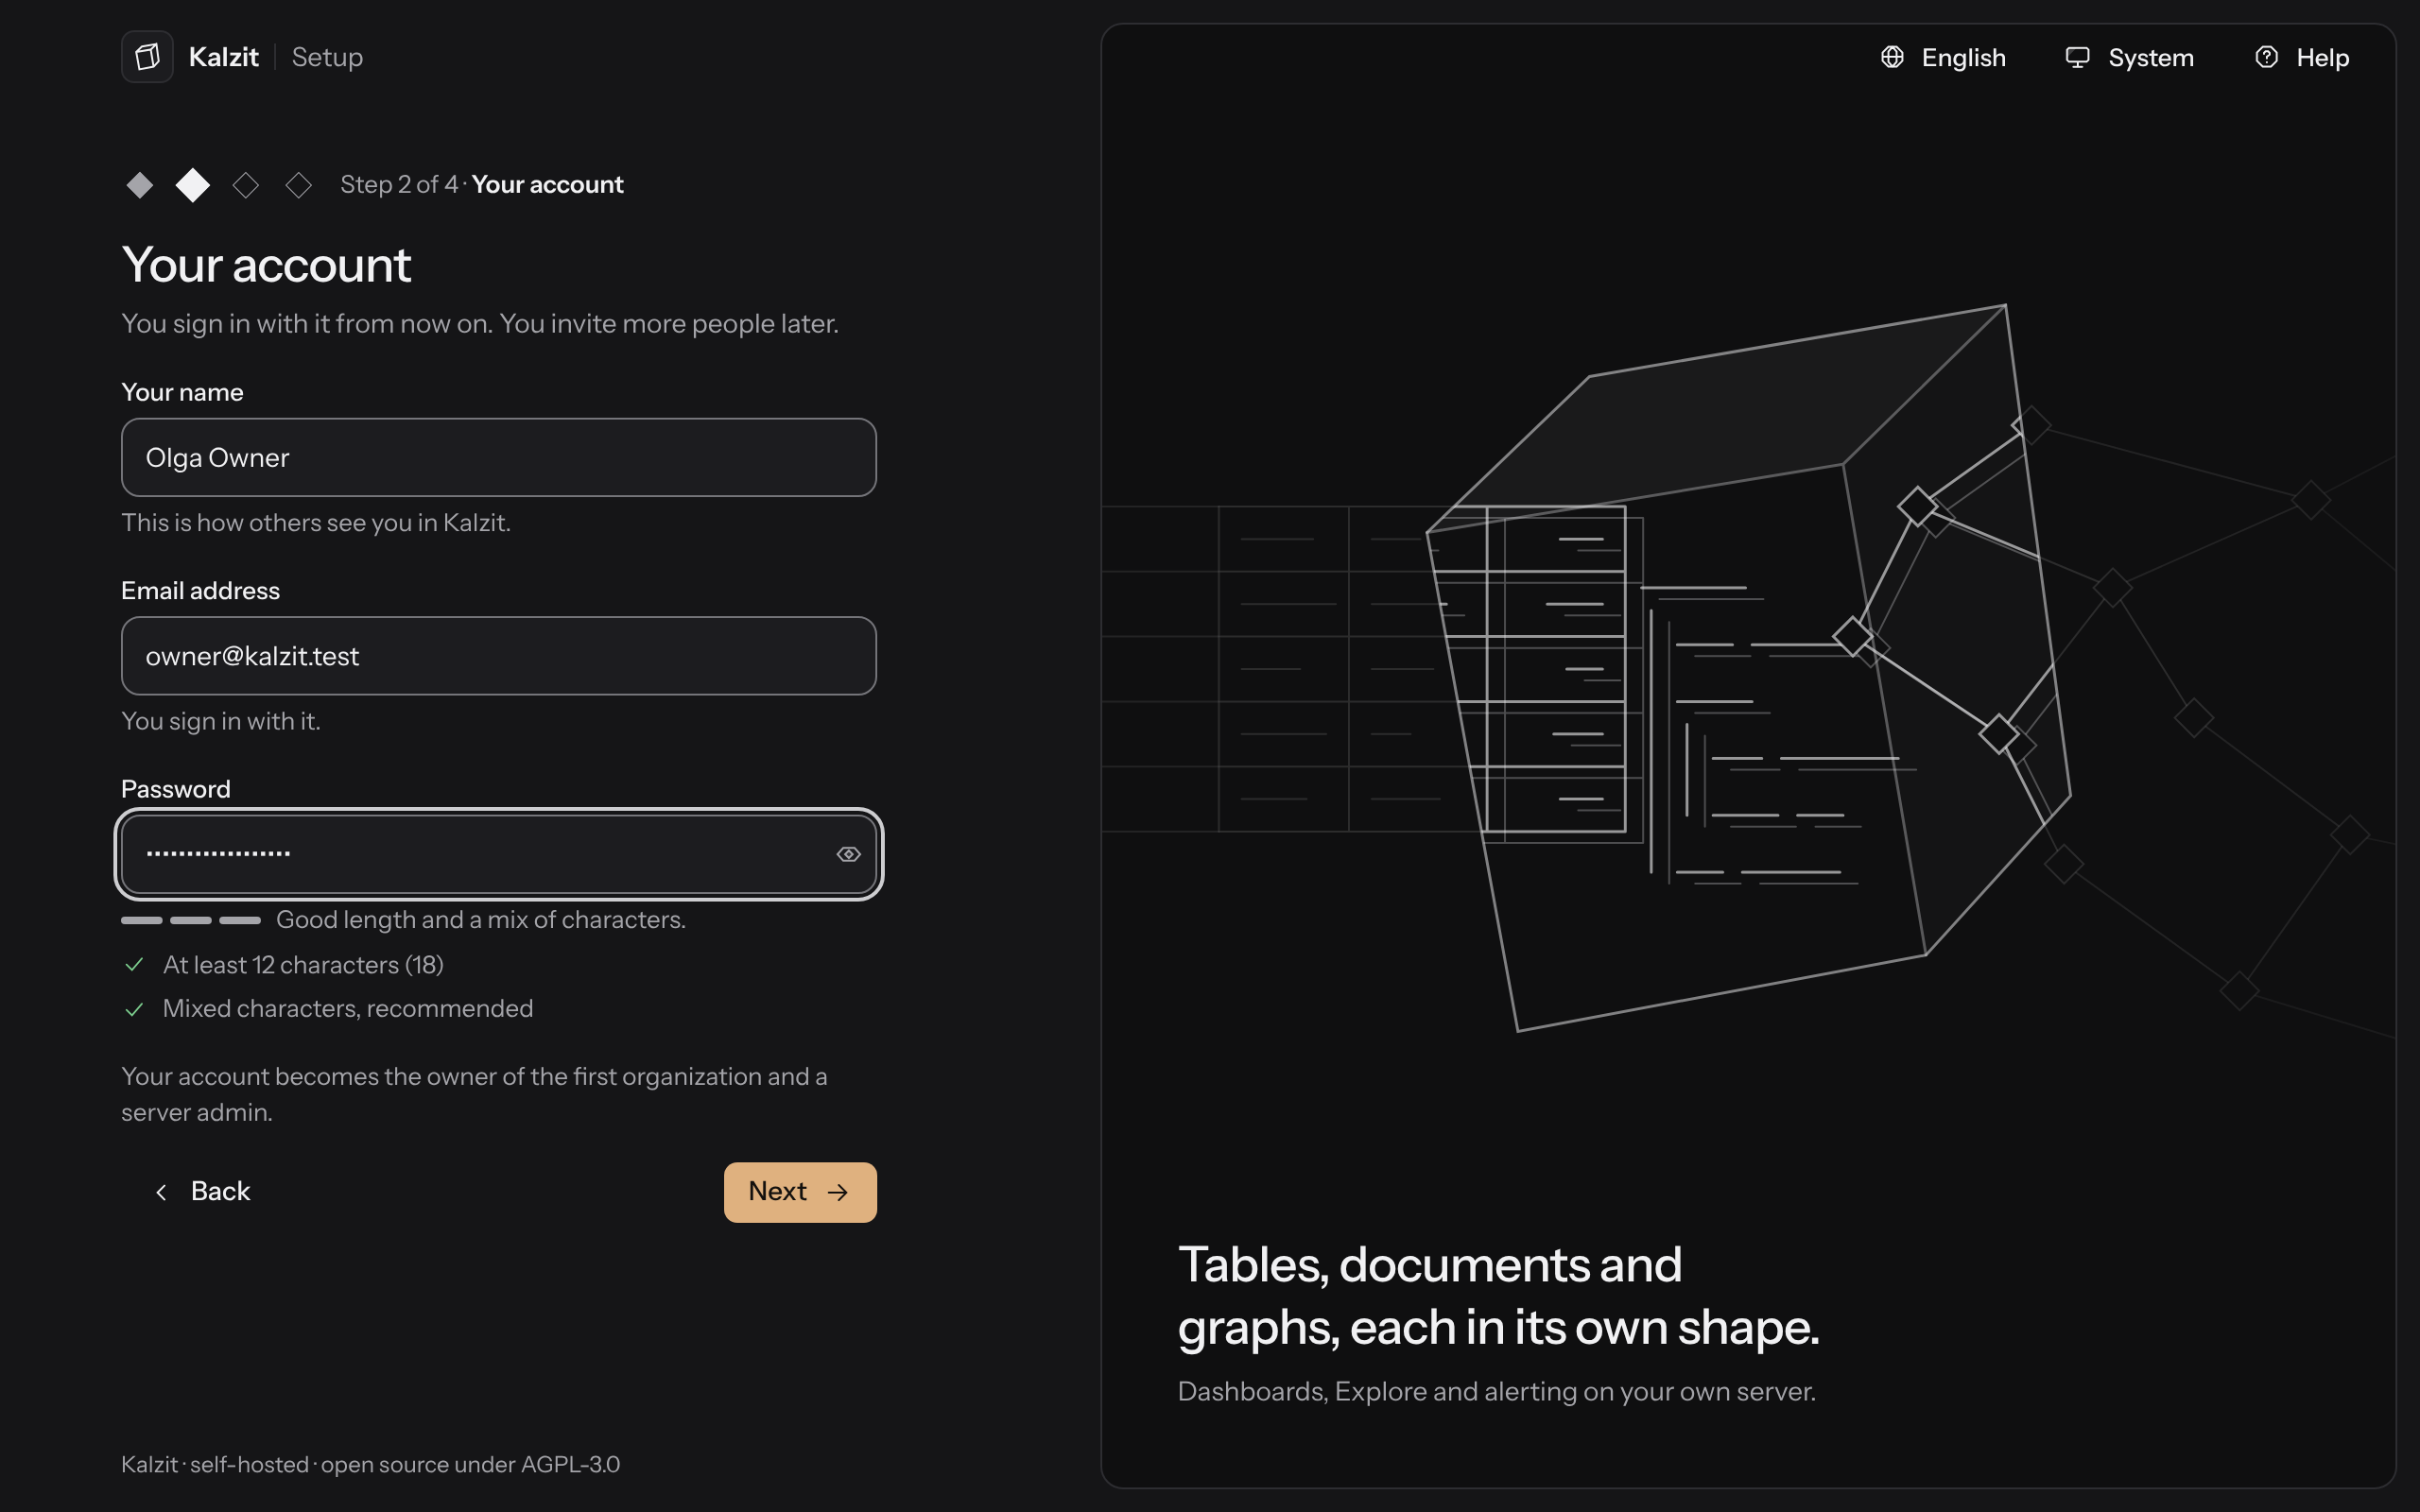 Kalzit
Setup
English
System
Help
Step 2 of 4 · Your account
Your account
You sign in with it from now on. You invite more people later.
Your name
Olga Owner
This is how others see you in Kalzit.
Email address
owner@kalzit.test
You sign in with it.
Password
••••••••••••••••••
Good length and a mix of characters.
At least 12 characters (18)
Mixed characters, recommended
Your account becomes the owner of the first organization and a
server admin.
Back
Next
Tables, documents and
graphs, each in its own shape.
Dashboards, Explore and alerting on your own server.
Kalzit · self-hosted · open source under AGPL-3.0